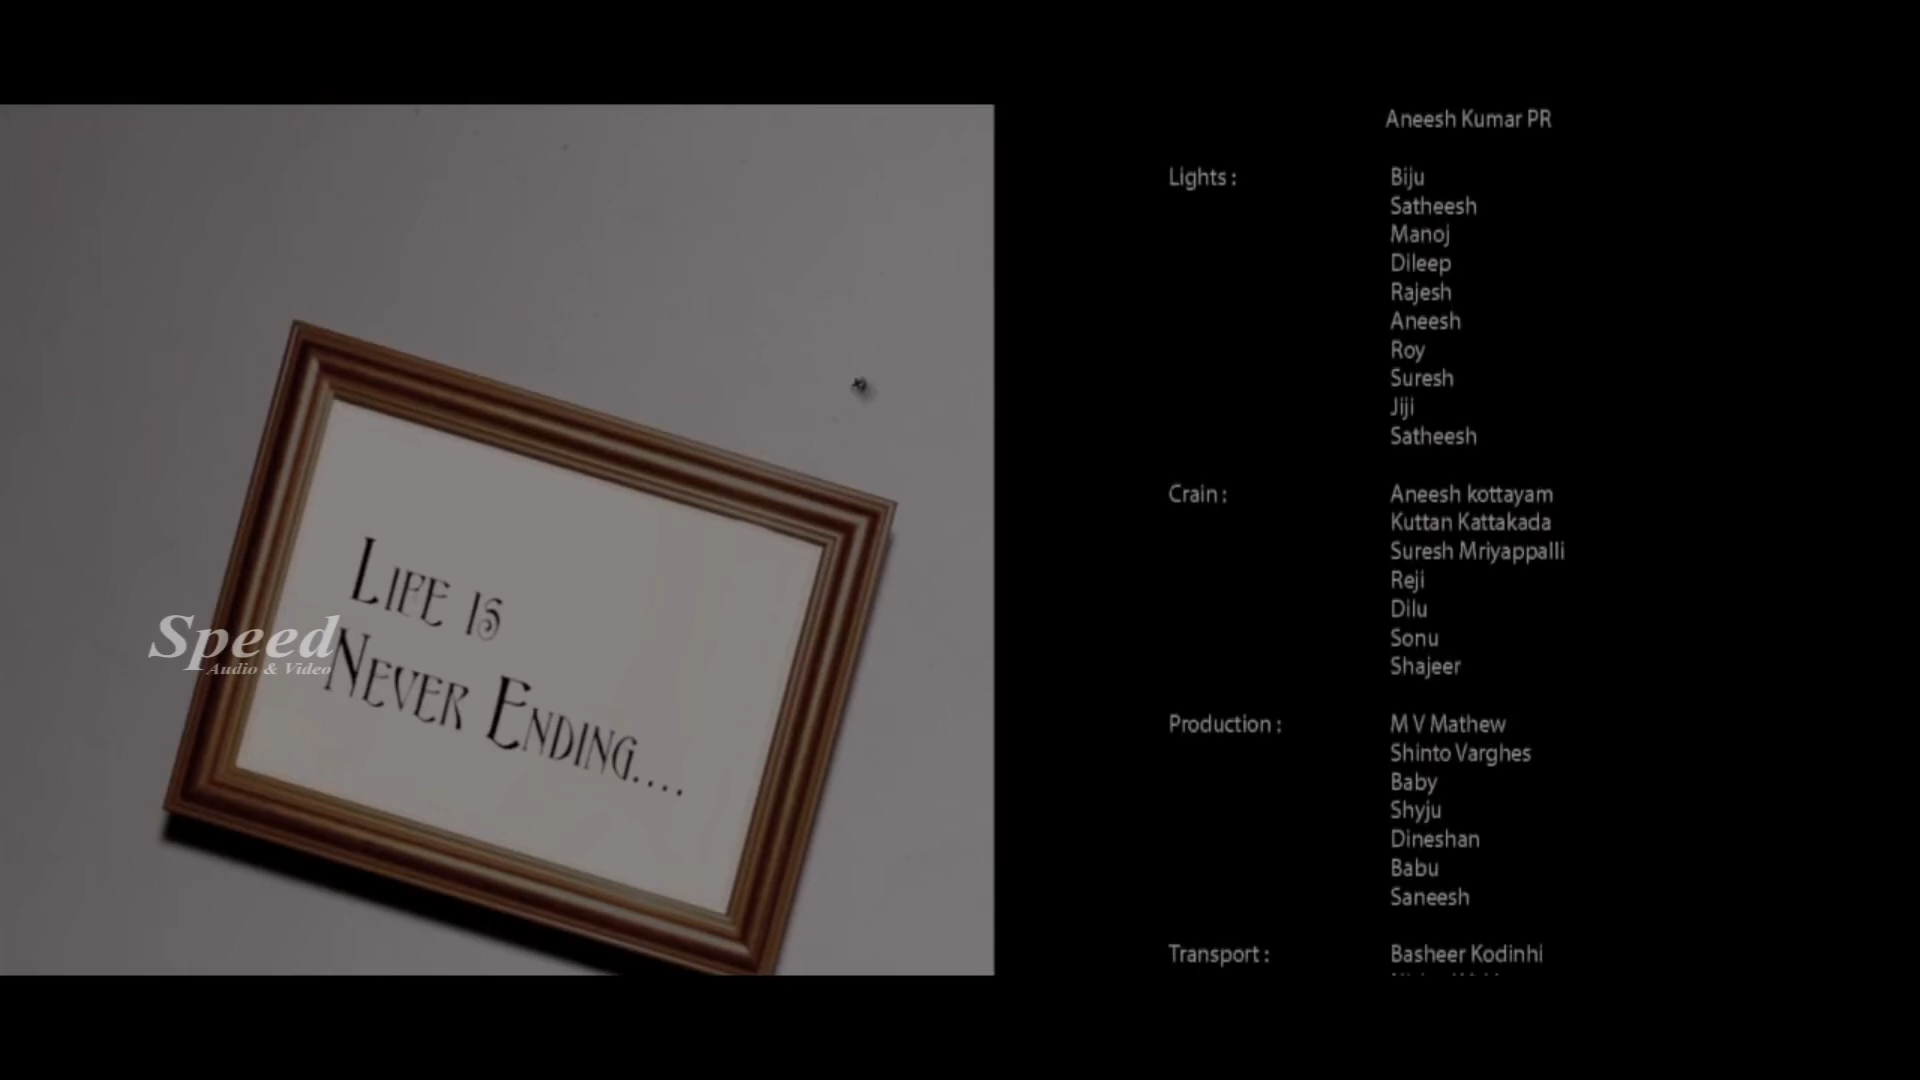 Life is
Never Ending....
Speed
Audio & Video
Aneesh Kumar PR
Lights :
Biju
Satheesh
Manoj
Dileep
Rajesh
Aneesh
Roy
Suresh
Jiji
Satheesh
Crain :
Aneesh kottayam
Kuttan Kattakada
Suresh Mriyappalli
Reji
Dilu
Sonu
Shajeer
Production :
M V Mathew
Shinto Varghes
Baby
Shyju
Dineshan
Babu
Saneesh
Transport :
Basheer Kodinhi